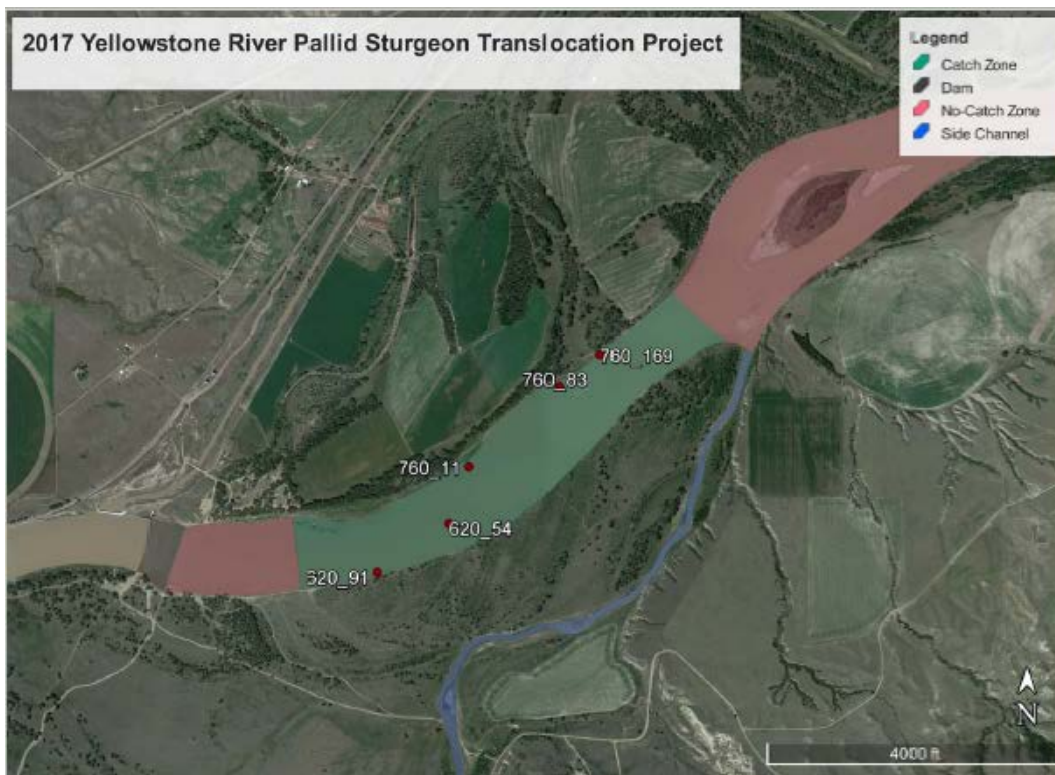 2017 Yellowstone River Pallid Sturgeon Translocation Project
Legend
Catch Zone
Dam
No-Catch Zone
Side Channel
760_169
760_83
760_11
620_54
620_91
N
4000 ft